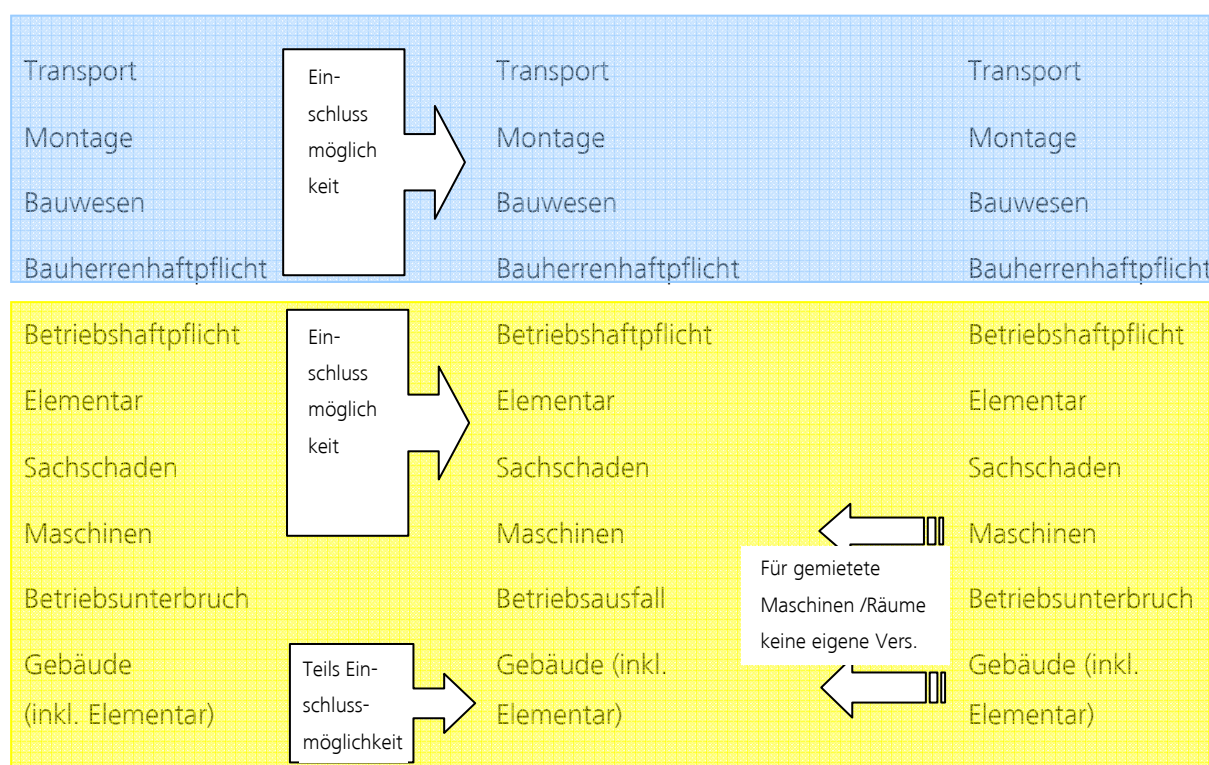 Transport
Montage
Bauwesen
Bauherrenhaftpflicht
Ein-
schluss
möglich
keit
Transport
Montage
Bauwesen
Bauherrenhaftpflicht
Transport
Montage
Bauwesen
Bauherrenhaftpflicht
Betriebshaftpflicht
Elementar
Sachschaden
Maschinen
Betriebsunterbruch
Gebäude
(inkl. Elementar)
Ein-
schluss
möglich
keit
Teils Ein-
schluss-
möglichkeit
Betriebshaftpflicht
Elementar
Sachschaden
Maschinen
Betriebsausfall
Gebäude (inkl.
Elementar)
Für gemietete
Maschinen /Räume
keine eigene Vers.
Betriebshaftpflicht
Elementar
Sachschaden
Maschinen
Betriebsunterbruch
Gebäude (inkl.
Elementar)